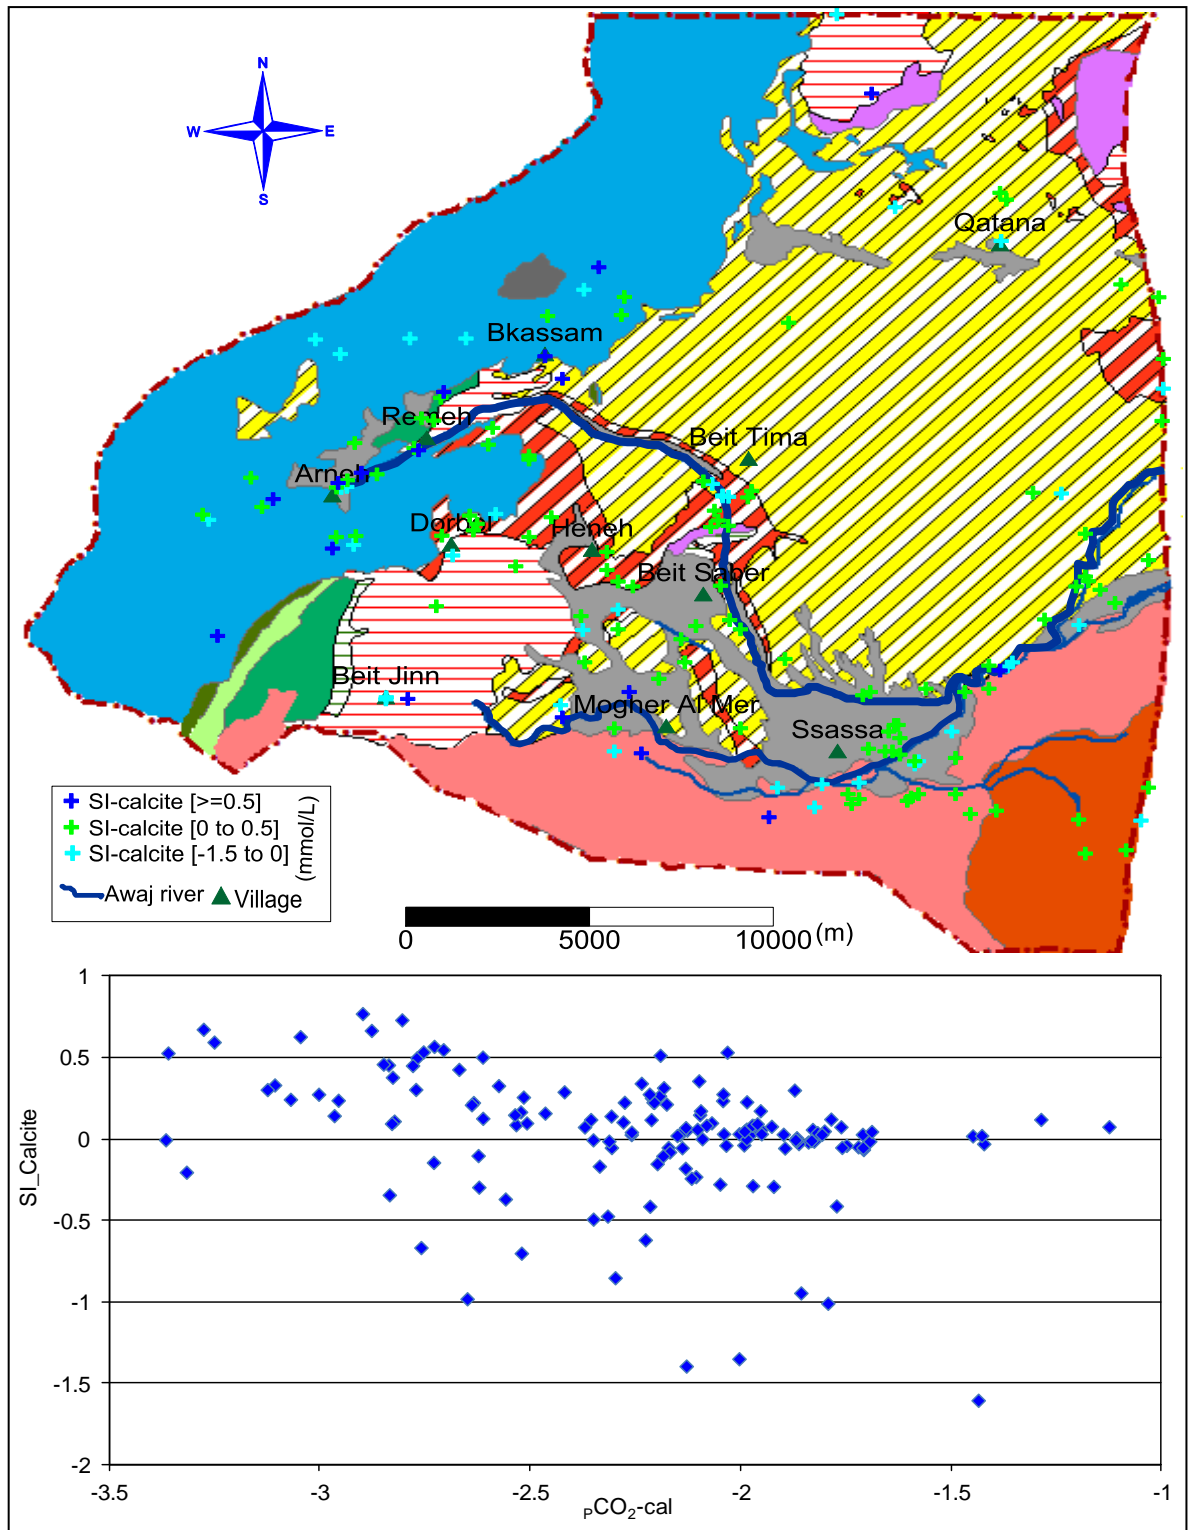 N
W E
S
Qatana
Bkassam
Remeh
Beit Tima
Arneh
Dorbol
Heneh
Beit Saber
Beit Jinn
Mogher Al Mer
Ssassa
SI-calcite [>=0.5]
SI-calcite [0 to 0.5]
SI-calcite [-1.5 to 0]
(mmol/L)
Awaj river Village
0 5000 10000 (m)
1
0.5
0
-0.5
-1
-1.5
-2
SI_Calcite
-3.5 -3 -2.5 -2 -1.5 -1
PCO2-cal